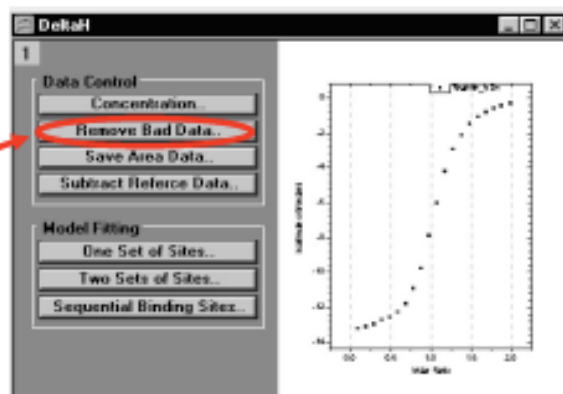 DeltaH
1
Data Control
Concentration..
Remove Bad Data..
Save Area Data..
Subtract Referce Data..
Model Fitting
One Set of Sites..
Two Sets of Sites..
Sequential Binding Sites..
0
-2
-4
-6
-8
-10
-12
-14
0.0
0.5
1.0
1.5
2.0
Molar Ratio